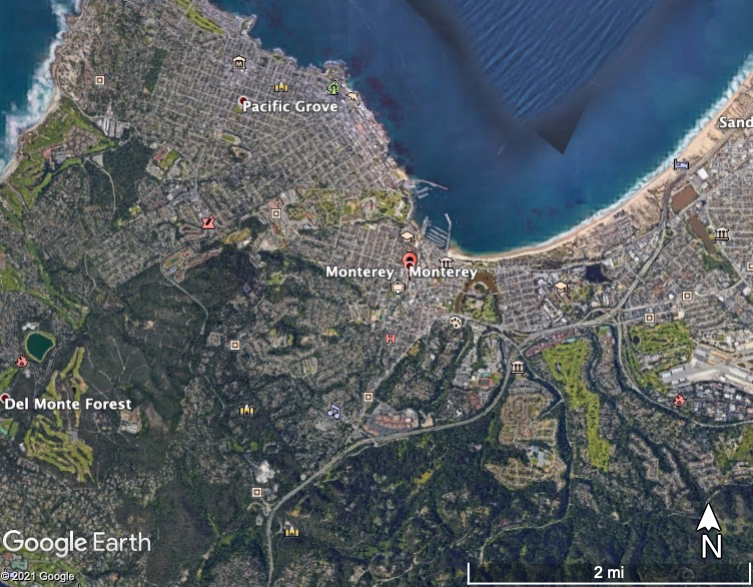 Pacific Grove
Sand
Monterey Monterey
H
Del Monte Forest
N
Google Earth
2 mi
© 2021 Google